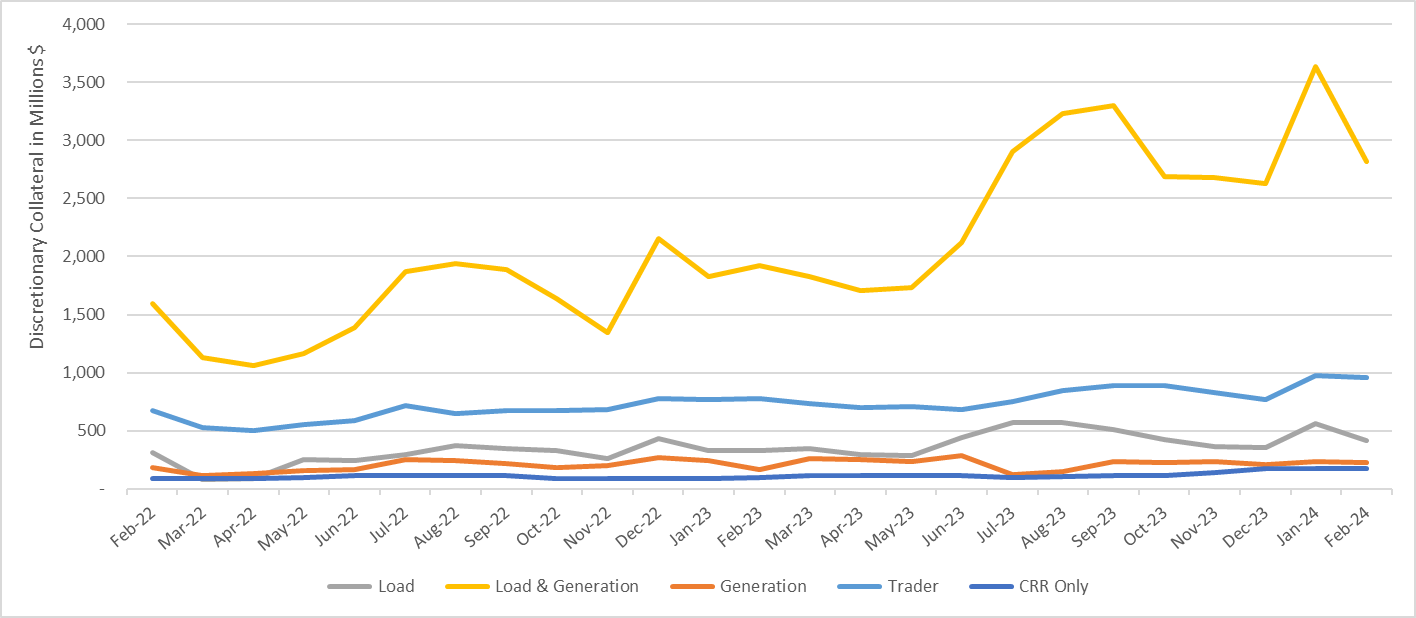 Discretionary Collateral in Millions $
4,000
3,500
3,000
2,500
2,000
1,500
1,000
500
-
Feb-22
Mar-22
Apr-22
May-22
Jun-22
Jul-22
Aug-22
Sep-22
Oct-22
Nov-22
Dec-22
Jan-23
Feb-23
Mar-23
Apr-23
May-23
Jun-23
Jul-23
Aug-23
Sep-23
Oct-23
Nov-23
Dec-23
Jan-24
Feb-24
Load Load & Generation Generation Trader CRR Only